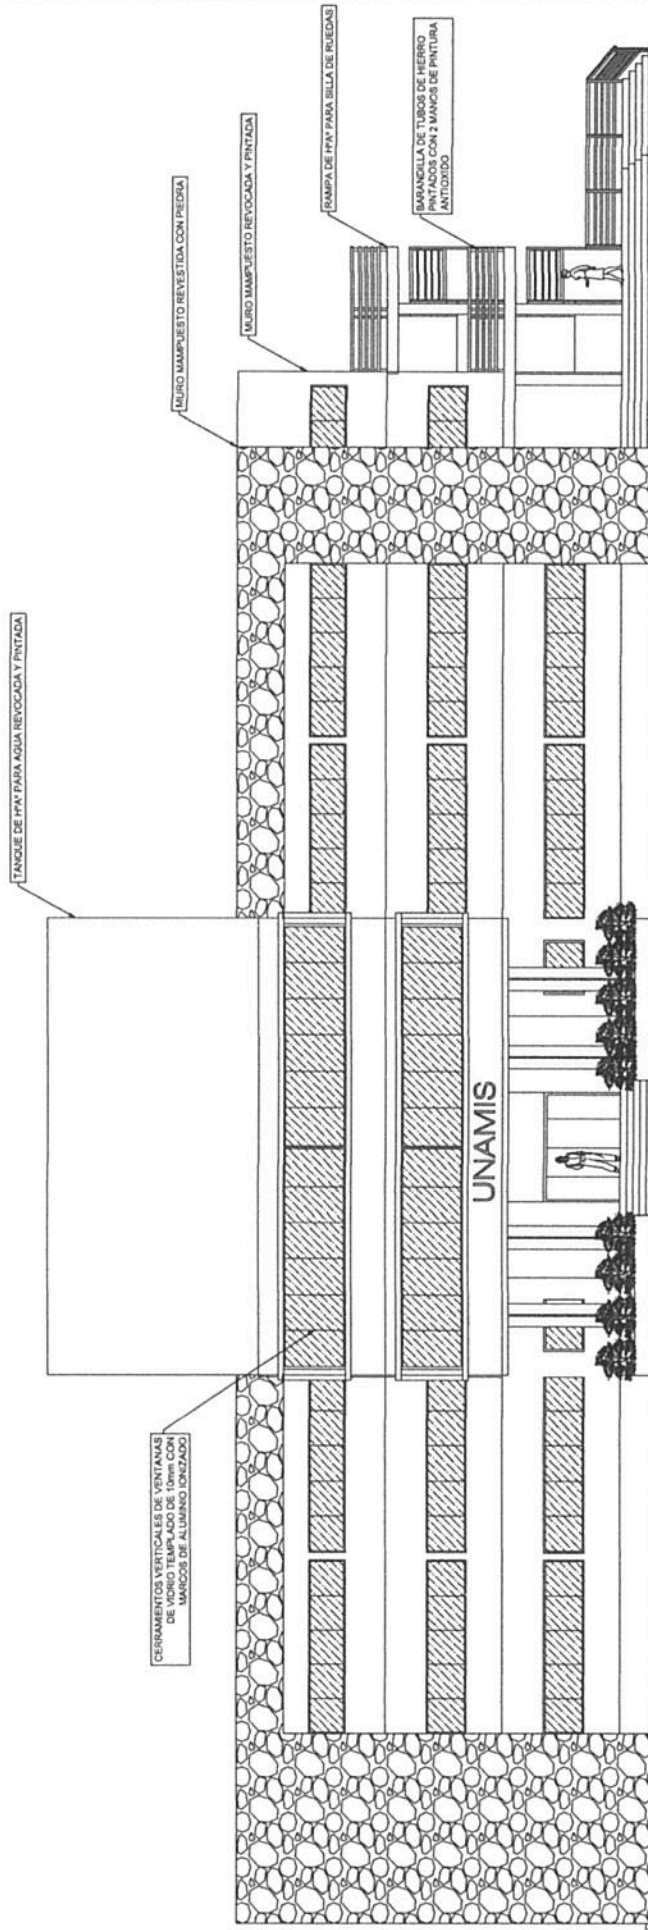 TANQUE DE HºAº PARA AGUA REVOCADA Y PINTADA
MURO MAMPUESTO REVESTIDA CON PIEDRA
MURO MAMPUESTO REVOCADA Y PINTADA
RAMPA DE HºAº PARA SILLA DE RUEDAS
BARANDILLA DE TUBOS DE HIERRO
PINTADOS CON 2 MANOS DE PINTURA
ANTIOXIDO
CERRAMIENTOS VERTICALES DE VENTANAS
DE VIDRIO TEMPLADO DE 10mm CON
MARCOS DE ALUMINIO IONIZADO
UNAMIS